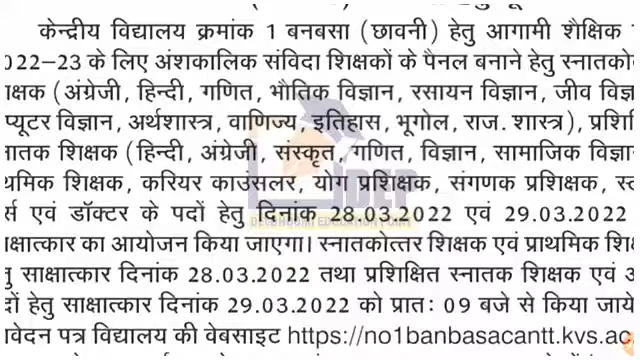 केन्द्रीय विद्यालय क्रमांक 1 बनबसा (छावनी) हेतु आगामी शैक्षिक
022–23 के लिए अंशकालिक संविदा शिक्षकों के पैनल बनाने हेतु स्नातको
ाक्षक (अंग्रेजी, हिन्दी, गणित, भौतिक विज्ञान, रसायन विज्ञान, जीव विज्ञ
प्यूटर विज्ञान, अर्थशास्त्र, वाणिज्य, इतिहास, भूगोल, राज. शास्त्र), प्रशि
नातक शिक्षक (हिन्दी, अंग्रेजी, संस्कृत, गणित, विज्ञान, सामाजिक विज्ञा
थमिक शिक्षक, करियर काउंसलर, योग प्रशिक्षक, संगणक प्रशिक्षक, स्
र्स एवं डॉक्टर के पदों हेतु दिनांक 28.03.2022 एवं 29.03.2022
ाक्षात्कार का आयोजन किया जाएगा। स्नातकोत्तर शिक्षक एवं प्राथमिक शि
तु साक्षात्कार दिनांक 28.03.2022 तथा प्रशिक्षित स्नातक शिक्षक एवं अ
दों हेतु साक्षात्कार दिनांक 29.03.2022 को प्रातः 09 बजे से किया जाये
ावेदन पत्र विद्यालय की वेबसाइट https://no1banbasacantt.kvs.ac